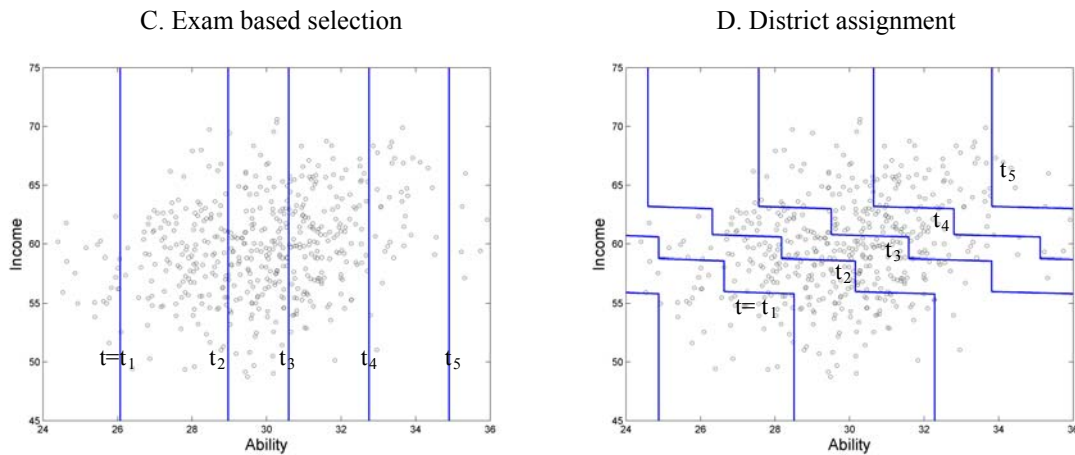 C. Exam based selection
75
70
65
60
55
50
45
Income
t=t1
t2
t3
t4
t5
24
26
28
30
32
34
36
Ability
D. District assignment
75
70
65
60
55
50
45
Income
t5
t4
t3
t2
t= t1
24
26
28
30
32
34
36
Ability